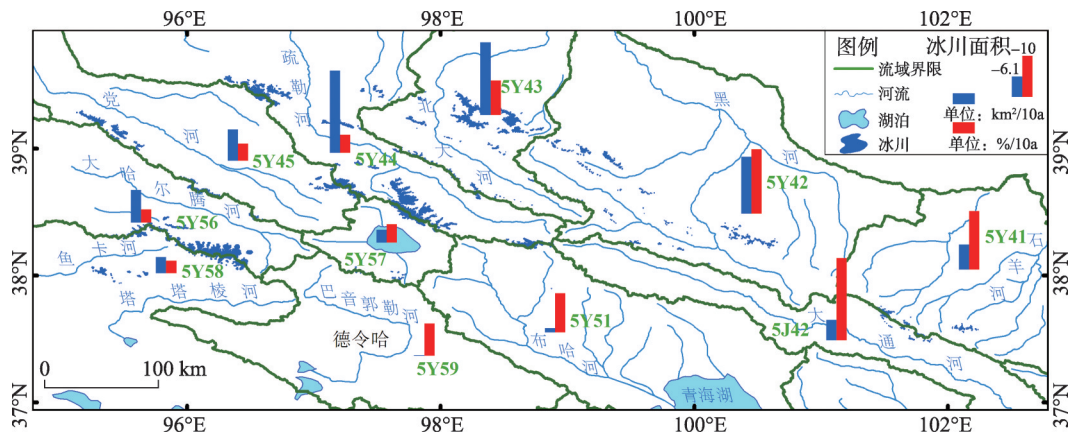 96°E 98°E 100°E 102°E
图例 冰川面积
-10
-6.1
流域界限
河流
湖泊
冰川
单位：km²/10a
单位：%/10a
39°N
38°N
37°N
39°N
38°N
37°N
疏勒河
党河
北大河
黑河
大哈尔腾河
鱼卡河
塔塔棱河
巴音郭勒河
布哈河
大通河
石羊河
青海湖
德令哈
5Y43
5Y44
5Y45
5Y42
5Y41
5Y56
5Y57
5Y58
5Y51
5J42
5Y59
0 100 km
96°E 98°E 100°E 102°E